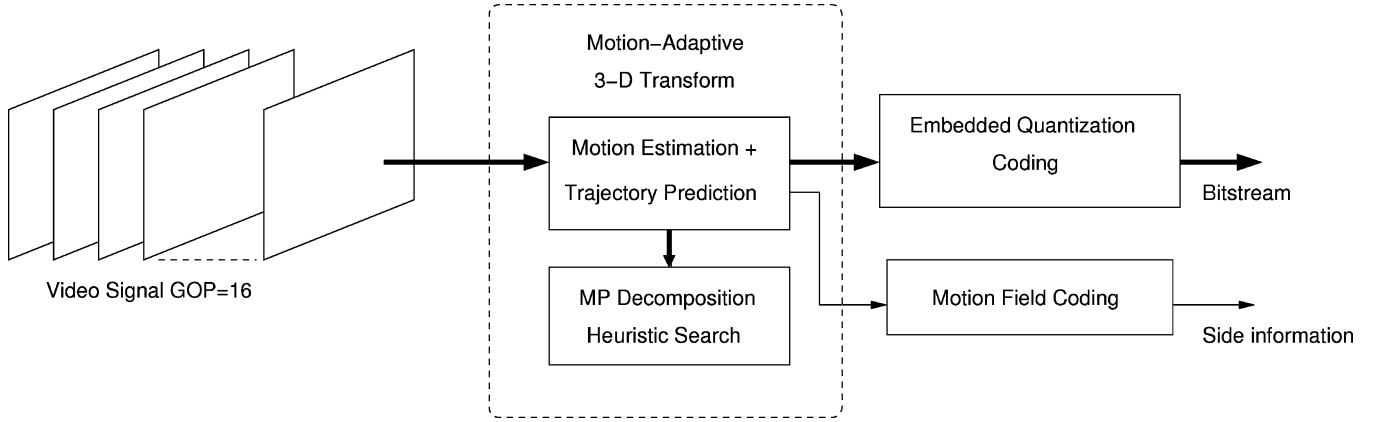 Motion−Adaptive
3−D Transform
Motion Estimation +
Trajectory Prediction
MP Decomposition
Heuristic Search
Embedded Quantization
Coding
Bitstream
Motion Field Coding
Side information
Video Signal GOP=16